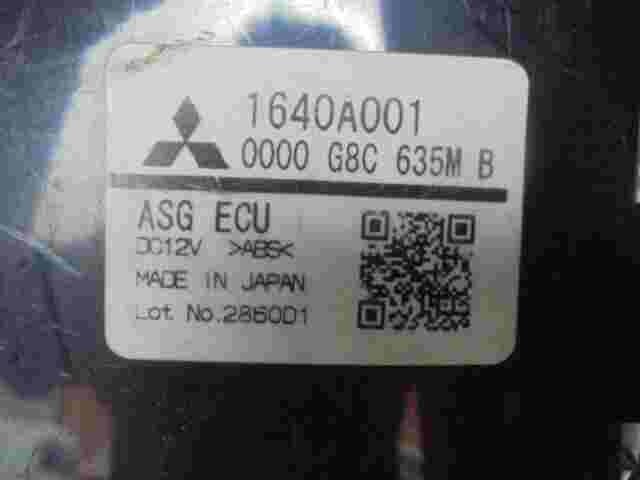 1640A001
0000 G8C 635M B
ASG ECU
DC12V >ABS<
MADE IN JAPAN
Lot No.2860D1